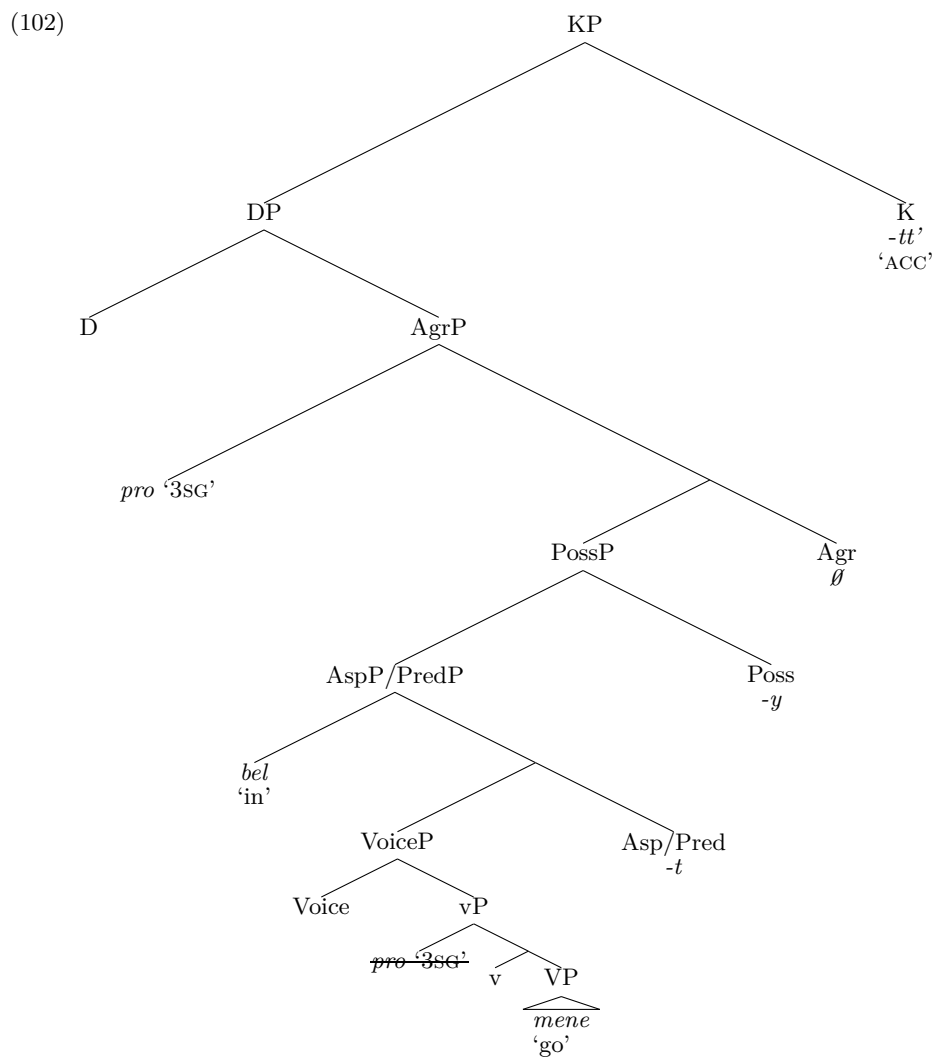 (102)
KP
DP
K
-tt’
‘ACC’
D
AgrP
pro ‘3SG’
PossP
Agr
Ø
AspP/PredP
Poss
-y
bel
‘in’
VoiceP
Asp/Pred
-t
Voice
vP
pro ‘3SG’
v
VP
mene
‘go’